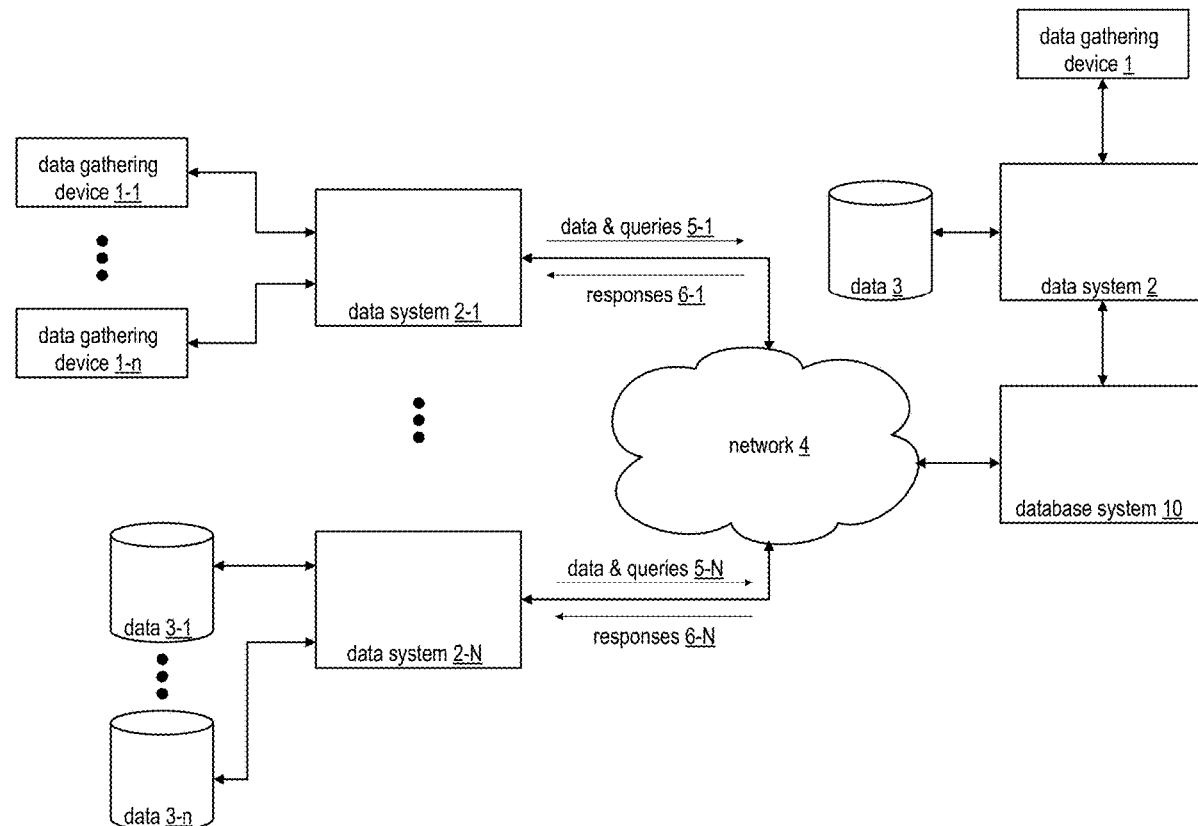 data gathering
device 1
data gathering
device 1-1
data & queries 5-1
data 3
data system 2
responses 6-1
data system 2-1
data gathering
device 1-n
network 4
database system 10
data & queries 5-N
data 3-1
responses 6-N
data system 2-N
data 3-n